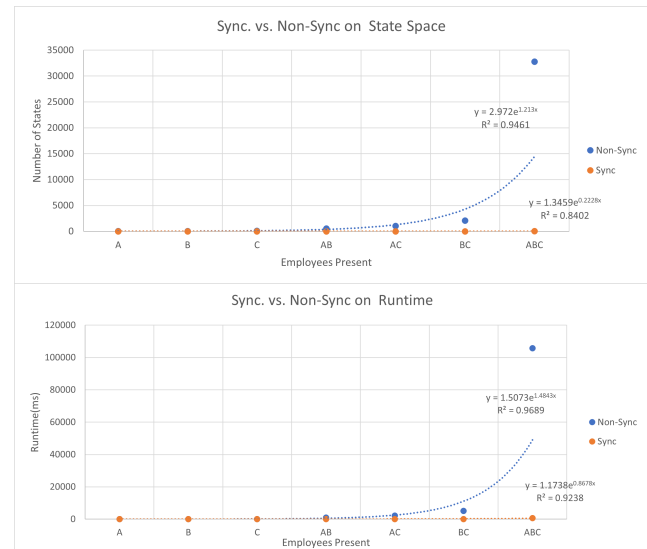 Sync. vs. Non-Sync on State Space
35000
30000
25000
20000
15000
10000
5000
0
Number of States
y = 2.972e^1.213x
R² = 0.9461
y = 1.3459e^0.2228x
R² = 0.8402
Non-Sync
Sync
A B C AB AC BC ABC
Employees Present
Sync. vs. Non-Sync on Runtime
120000
100000
80000
60000
40000
20000
0
Runtime(ms)
y = 1.5073e^1.4843x
R² = 0.9689
y = 1.1738e^0.8678x
R² = 0.9238
Non-Sync
Sync
A B C AB AC BC ABC
Employees Present